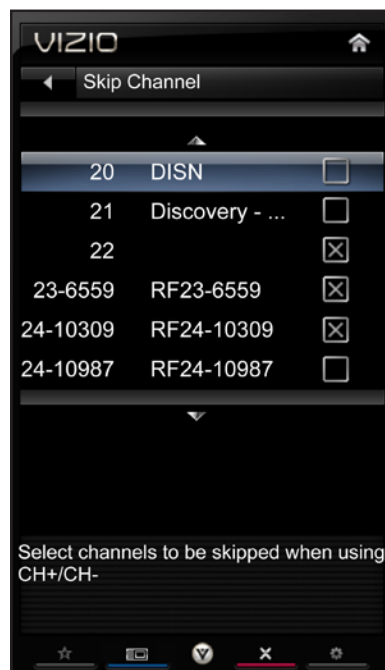 VIZIO
Skip Channel
20 DISN
21 Discovery - ...
22
23-6559 RF23-6559
24-10309 RF24-10309
24-10987 RF24-10987
Select channels to be skipped when using
CH+/CH-
V